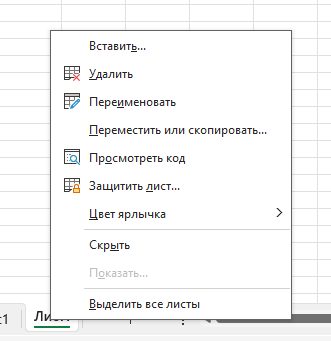 Вставить...
Удалить
Переименовать
Переместить или скопировать...
Просмотреть код
Защитить лист...
Цвет ярлычка
Скрыть
Показать...
Выделить все листы